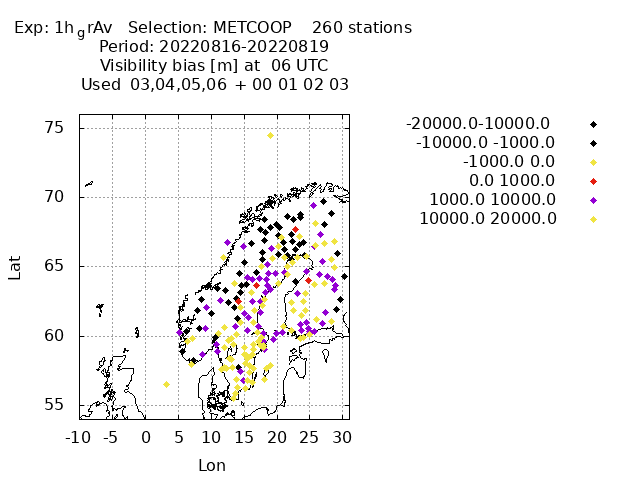 Exp: 1h grAv Selection: METCOOP 260 stations
Period: 20220816-20220819
Visibility bias [m] at 06 UTC
Used 03,04,05,06 + 00 01 02 03
-20000.0-10000.0
-10000.0 -1000.0
-1000.0 0.0
0.0 1000.0
1000.0 10000.0
10000.0 20000.0
75
70
65
60
55
Lat
-10 -5 0 5 10 15 20 25 30
Lon